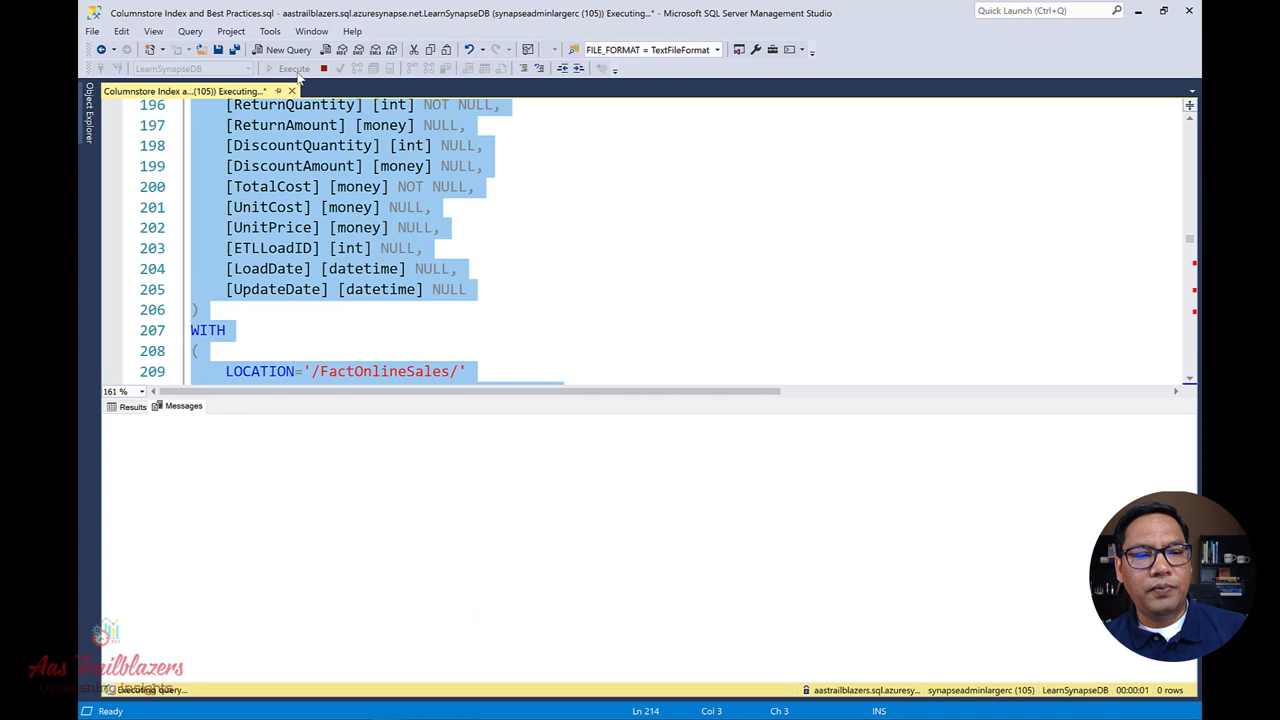 Columnstore Index and Best Practices.sql - aastrailblazers.sql.azuresynapse.net.LearnSynapseDB (synapseadminlargerc (105)) Executing...* - Microsoft SQL Server Management Studio
Quick Launch (Ctrl+Q)
File Edit View Query Project Tools Window Help
New Query
FILE_FORMAT = TextFileFormat
LearnSynapseDB
Execute
Object Explorer
Columnstore Index a...(105)) Executing...*
196 [ReturnQuantity] [int] NOT NULL,
197 [ReturnAmount] [money] NULL,
198 [DiscountQuantity] [int] NULL,
199 [DiscountAmount] [money] NULL,
200 [TotalCost] [money] NOT NULL,
201 [UnitCost] [money] NULL,
202 [UnitPrice] [money] NULL,
203 [ETLLoadID] [int] NULL,
204 [LoadDate] [datetime] NULL,
205 [UpdateDate] [datetime] NULL
206 )
207 WITH
208 (
209 LOCATION='/FactOnlineSales/'
161 %
Results Messages
Aas Trailblazers
Unleashing Insights
Executing query...
aastrailblazers.sql.azuresy... synapseadminlargerc (105) LearnSynapseDB 00:00:01 0 rows
Ready Ln 214 Col 3 Ch 3 INS